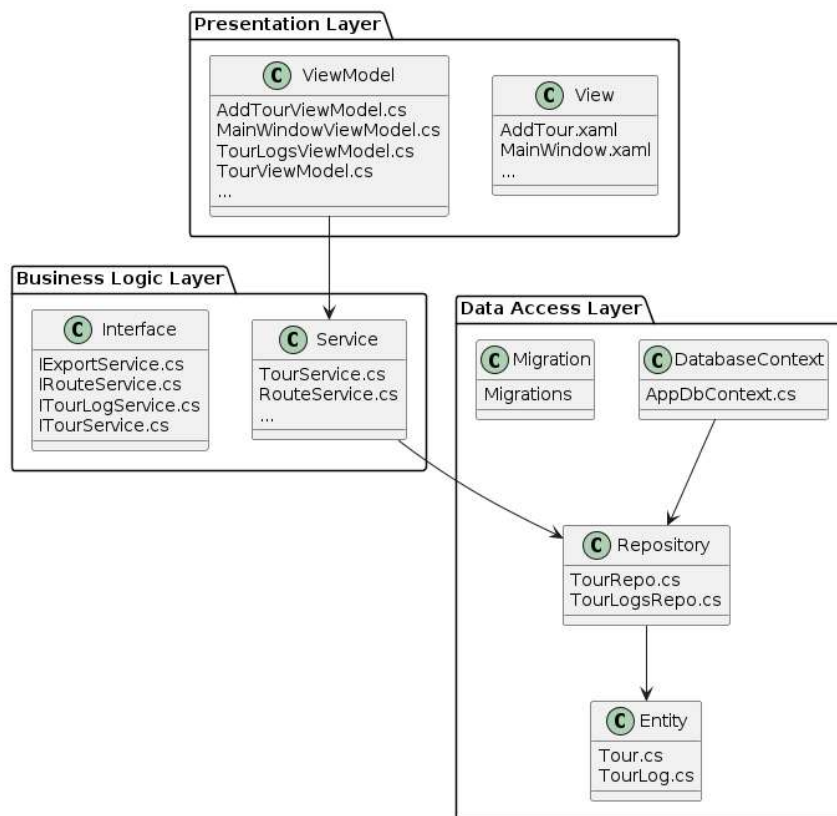 Presentation Layer
C ViewModel
AddTourViewModel.cs
MainWindowViewModel.cs
TourLogsViewModel.cs
TourViewModel.cs
...
C View
AddTour.xaml
MainWindow.xaml
...
Business Logic Layer
C Interface
IExportService.cs
IRouteService.cs
ITourLogService.cs
ITourService.cs
C Service
TourService.cs
RouteService.cs
...
Data Access Layer
C Migration
Migrations
C DatabaseContext
AppDbContext.cs
C Repository
TourRepo.cs
TourLogsRepo.cs
C Entity
Tour.cs
TourLog.cs